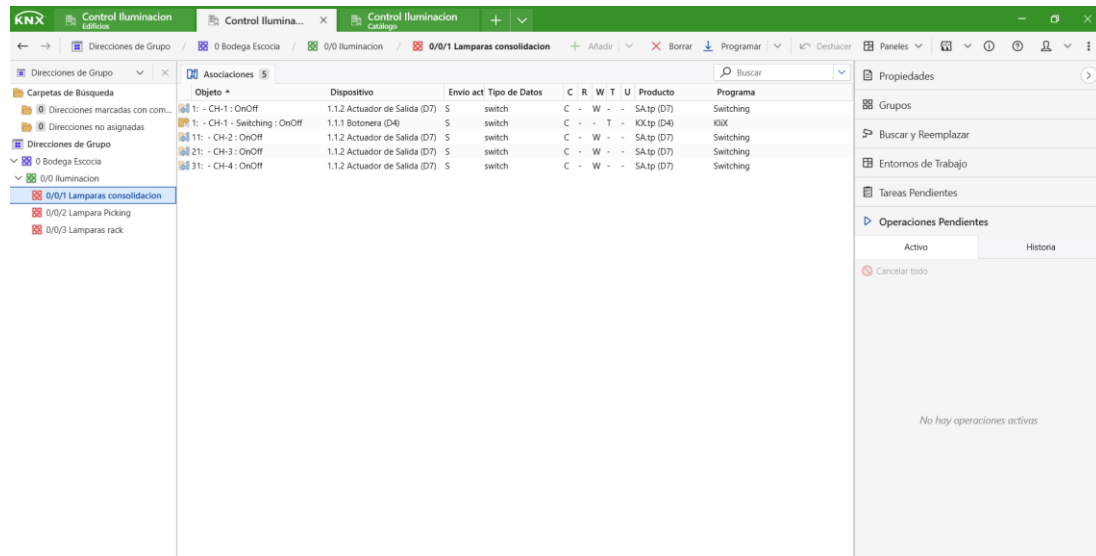 KNX Control Iluminacion Edificios Control Ilumina... × Control Iluminacion Catálogo
Direcciones de Grupo / 0 Bodega Escocia / 0/0 Iluminacion / 0/0/1 Lamparas consolidacion Añadir Borrar Programar Deshacer Paneles
Direcciones de Grupo
Asociaciones 5
Buscar
Carpetas de Búsqueda
0 Direcciones marcadas con com...
0 Direcciones no asignadas
Direcciones de Grupo
0 Bodega Escocia
0/0 Iluminacion
0/0/1 Lamparas consolidacion
0/0/2 Lampara Picking
0/0/3 Lamparas rack
Objeto Dispositivo Envío act Tipo de Datos C R W T U Producto Programa
1: - CH-1 : OnOff 1.1.2 Actuador de Salida (D7) S switch C - W - - SA.tp (D7) Switching
1: - CH-1 - Switching : OnOff 1.1.1 Botonera (D4) S switch C - - T - KX.tp (D4) KliX
11: - CH-2 : OnOff 1.1.2 Actuador de Salida (D7) S switch C - W - - SA.tp (D7) Switching
21: - CH-3 : OnOff 1.1.2 Actuador de Salida (D7) S switch C - W - - SA.tp (D7) Switching
31: - CH-4 : OnOff 1.1.2 Actuador de Salida (D7) S switch C - W - - SA.tp (D7) Switching
Propiedades
Grupos
Buscar y Reemplazar
Entornos de Trabajo
Tareas Pendientes
Operaciones Pendientes
Activo Historia
Cancelar todo
No hay operaciones activas